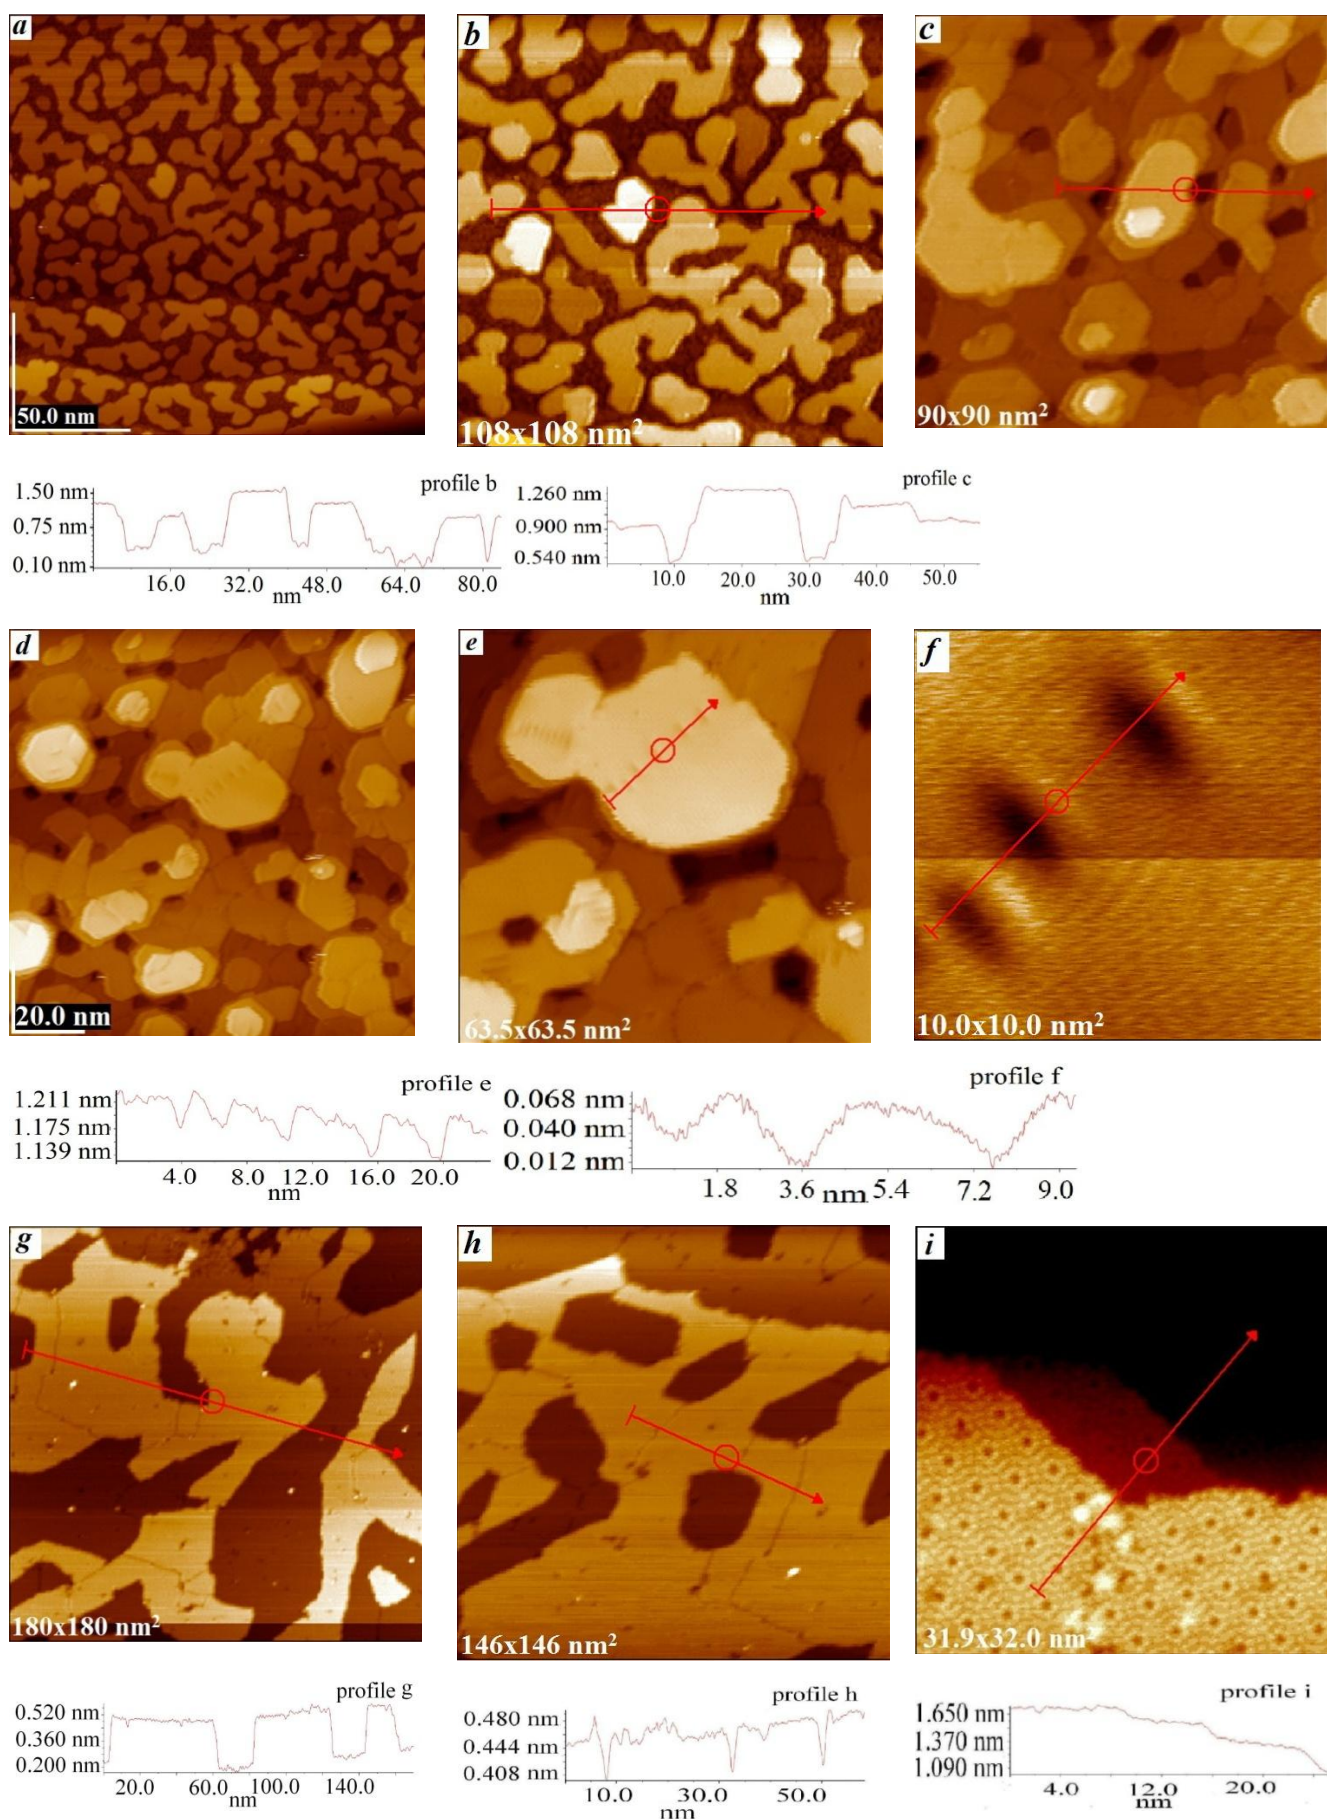 a
b
c
50.0 nm
108x108 nm²
90x90 nm²
profile b
1.50 nm
0.75 nm
0.10 nm
16.0 32.0 48.0 64.0 80.0
nm
profile c
1.260 nm
0.900 nm
0.540 nm
10.0 20.0 30.0 40.0 50.0
nm
d
e
f
20.0 nm
63.5x63.5 nm²
10.0x10.0 nm²
profile e
1.211 nm
1.175 nm
1.139 nm
4.0 8.0 12.0 16.0 20.0
nm
profile f
0.068 nm
0.040 nm
0.012 nm
1.8 3.6 nm 5.4 7.2 9.0
g
h
i
180x180 nm²
146x146 nm²
31.9x32.0 nm²
profile g
0.520 nm
0.360 nm
0.200 nm
20.0 60.0 100.0 140.0
nm
profile h
0.480 nm
0.444 nm
0.408 nm
10.0 30.0 50.0
nm
profile i
1.650 nm
1.370 nm
1.090 nm
4.0 12.0 20.0
nm